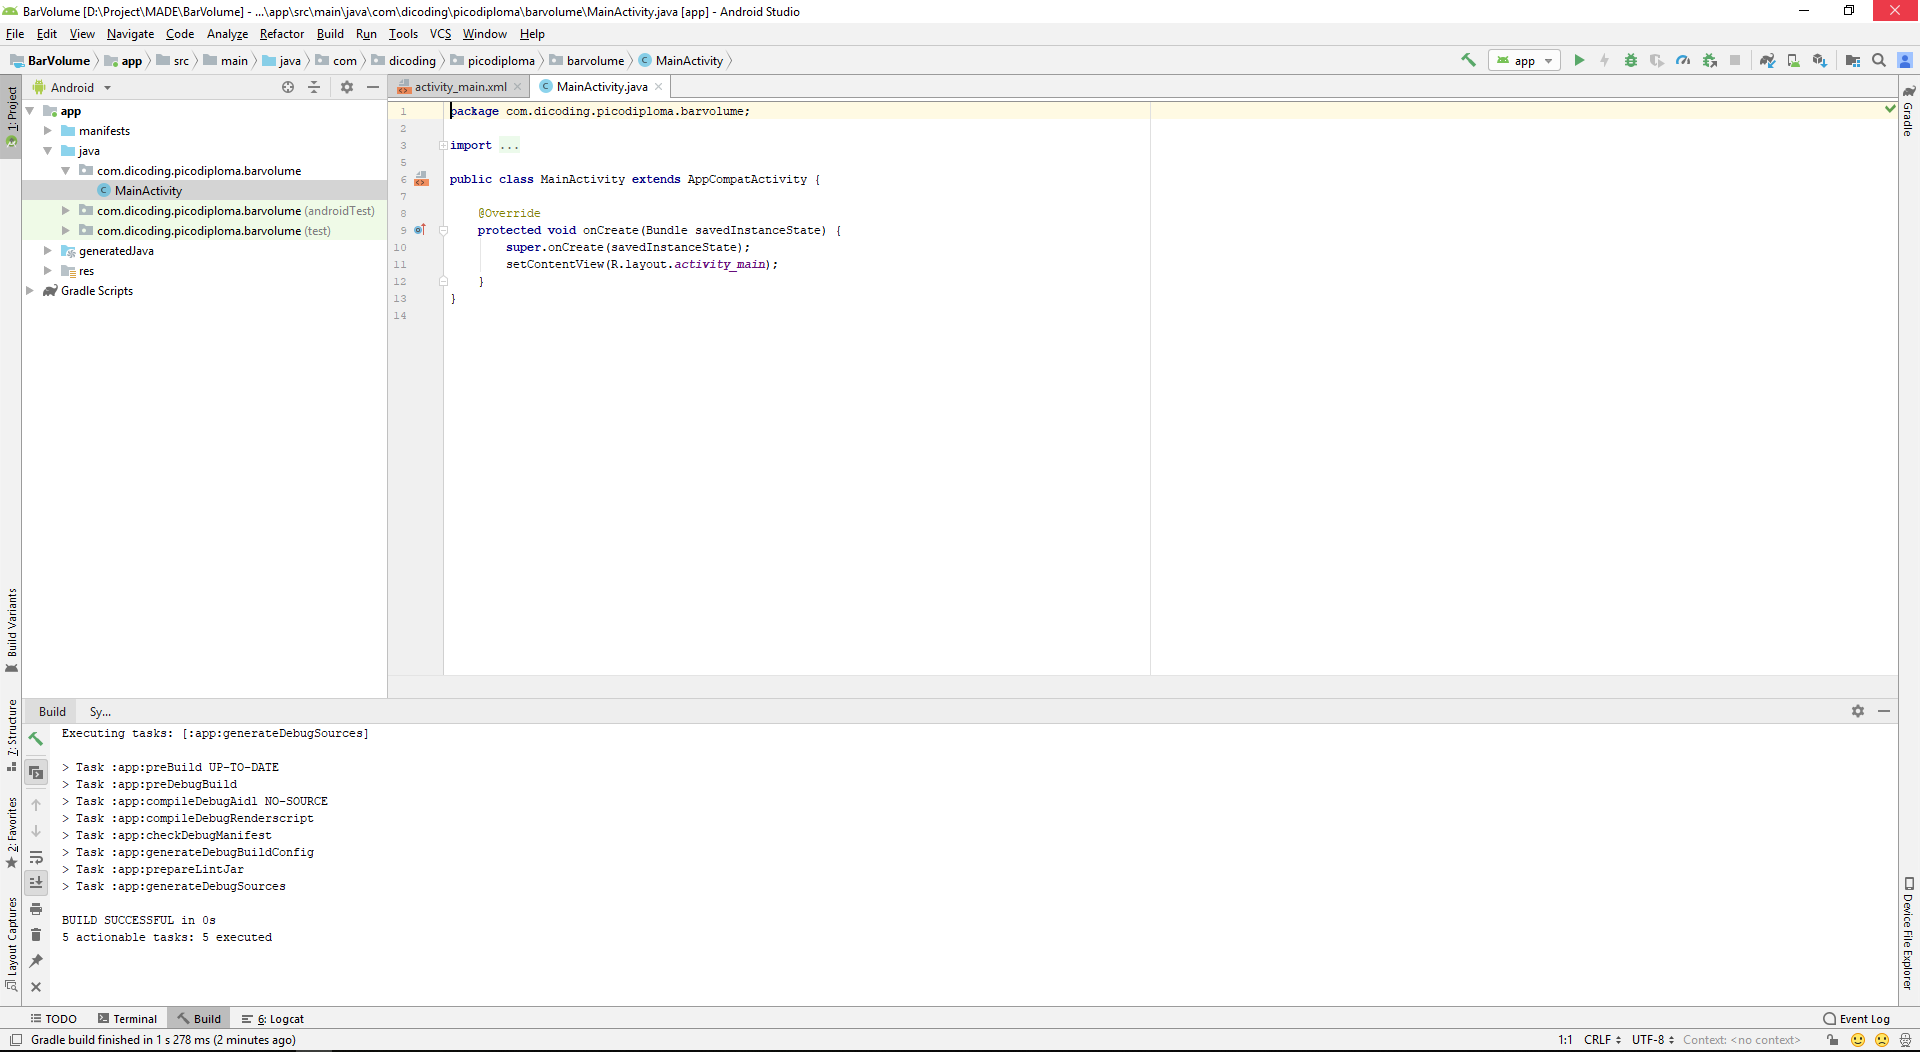 BarVolume [D:\Project\MADE\BarVolume] - ...\app\src\main\java\com\dicoding\picodiploma\barvolume\MainActivity.java [app] - Android Studio
File Edit View Navigate Code Analyze Refactor Build Run Tools VCS Window Help
BarVolume app src main java com dicoding picodiploma barvolume MainActivity app
1: Project
Android
activity_main.xml MainActivity.java
Gradle
app
manifests
java
com.dicoding.picodiploma.barvolume
MainActivity
com.dicoding.picodiploma.barvolume (androidTest)
com.dicoding.picodiploma.barvolume (test)
generatedJava
res
Gradle Scripts
1 package com.dicoding.picodiploma.barvolume;
2
3 import ...
5
6 public class MainActivity extends AppCompatActivity {
7
8 @Override
9 protected void onCreate(Bundle savedInstanceState) {
10 super.onCreate(savedInstanceState);
11 setContentView(R.layout.activity_main);
12 }
13 }
14
Build Variants
7: Structure
2: Favorites
Layout Captures
Build Sy...
Executing tasks: [:app:generateDebugSources]
> Task :app:preBuild UP-TO-DATE
> Task :app:preDebugBuild
> Task :app:compileDebugAidl NO-SOURCE
> Task :app:compileDebugRenderscript
> Task :app:checkDebugManifest
> Task :app:generateDebugBuildConfig
> Task :app:prepareLintJar
> Task :app:generateDebugSources
BUILD SUCCESSFUL in 0s
5 actionable tasks: 5 executed
Device File Explorer
TODO Terminal Build 6: Logcat Event Log
Gradle build finished in 1 s 278 ms (2 minutes ago) 1:1 CRLF UTF-8 Context: <no context>